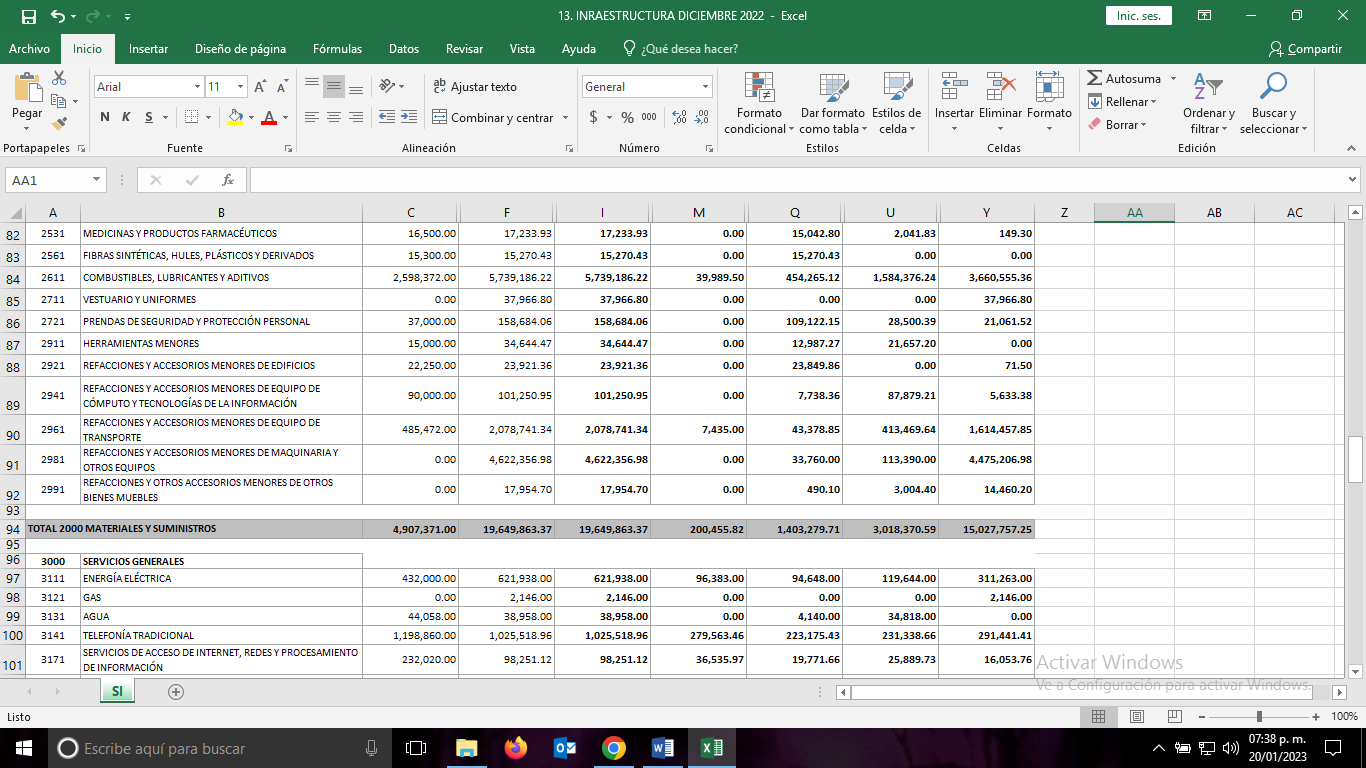 13. INRAESTRUCTURA DICIEMBRE 2022 - Excel
Inic. ses.
Archivo Inicio Insertar Diseño de página Fórmulas Datos Revisar Vista Ayuda ¿Qué desea hacer? Compartir
Pegar
Arial 11 A A
N K S A
Ajustar texto
Combinar y centrar
General
$ % 000
Formato condicional
Dar formato como tabla
Estilos de celda
Insertar Eliminar Formato
Autosuma
Rellenar
Borrar
Ordenar y filtrar
Buscar y seleccionar
Portapapeles Fuente Alineación Número Estilos Celdas Edición
AA1 fx
A B C F I M Q U Y Z AA AB AC
82 2531 MEDICINAS Y PRODUCTOS FARMACÉUTICOS 16,500.00 17,233.93 17,233.93 0.00 15,042.80 2,041.83 149.30
83 2561 FIBRAS SINTÉTICAS, HULES, PLÁSTICOS Y DERIVADOS 15,300.00 15,270.43 15,270.43 0.00 15,270.43 0.00 0.00
84 2611 COMBUSTIBLES, LUBRICANTES Y ADITIVOS 2,598,372.00 5,739,186.22 5,739,186.22 39,989.50 454,265.12 1,584,376.24 3,660,555.36
85 2711 VESTUARIO Y UNIFORMES 0.00 37,966.80 37,966.80 0.00 0.00 0.00 37,966.80
86 2721 PRENDAS DE SEGURIDAD Y PROTECCIÓN PERSONAL 37,000.00 158,684.06 158,684.06 0.00 109,122.15 28,500.39 21,061.52
87 2911 HERRAMIENTAS MENORES 15,000.00 34,644.47 34,644.47 0.00 12,987.27 21,657.20 0.00
88 2921 REFACCIONES Y ACCESORIOS MENORES DE EDIFICIOS 22,250.00 23,921.36 23,921.36 0.00 23,849.86 0.00 71.50
89 2941 REFACCIONES Y ACCESORIOS MENORES DE EQUIPO DE
CÓMPUTO Y TECNOLOGÍAS DE LA INFORMACIÓN 90,000.00 101,250.95 101,250.95 0.00 7,738.36 87,879.21 5,633.38
90 2961 REFACCIONES Y ACCESORIOS MENORES DE EQUIPO DE
TRANSPORTE 485,472.00 2,078,741.34 2,078,741.34 7,435.00 43,378.85 413,469.64 1,614,457.85
91 2981 REFACCIONES Y ACCESORIOS MENORES DE MAQUINARIA Y
OTROS EQUIPOS 0.00 4,622,356.98 4,622,356.98 0.00 33,760.00 113,390.00 4,475,206.98
92 2991 REFACCIONES Y OTROS ACCESORIOS MENORES DE OTROS
BIENES MUEBLES 0.00 17,954.70 17,954.70 0.00 490.10 3,004.40 14,460.20
93
94 TOTAL 2000 MATERIALES Y SUMINISTROS 4,907,371.00 19,649,863.37 19,649,863.37 200,455.82 1,403,279.71 3,018,370.59 15,027,757.25
95
96 3000 SERVICIOS GENERALES
97 3111 ENERGÍA ELÉCTRICA 432,000.00 621,938.00 621,938.00 96,383.00 94,648.00 119,644.00 311,263.00
98 3121 GAS 0.00 2,146.00 2,146.00 0.00 0.00 0.00 2,146.00
99 3131 AGUA 44,058.00 38,958.00 38,958.00 0.00 4,140.00 34,818.00 0.00
100 3141 TELEFONÍA TRADICIONAL 1,198,860.00 1,025,518.96 1,025,518.96 279,563.46 223,175.43 231,338.66 291,441.41
101 3171 SERVICIOS DE ACCESO DE INTERNET, REDES Y PROCESAMIENTO
DE INFORMACIÓN 232,020.00 98,251.12 98,251.12 36,535.97 19,771.66 25,889.73 16,053.76
Activar Windows
Ve a Configuración para activar Windows.
SI
Listo 100%
Escribe aquí para buscar
07:38 p. m.
20/01/2023